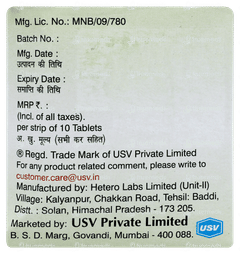 Mfg. Lic. No.: MNB/09/780
Batch No. :
Mfg. Date :
उत्पादन की तिथि
Expiry Date :
समाप्ति की तिथि
MRP ₹. :
(Incl. of all taxes).
per strip of 10 Tablets
अ. खु. मूल्य (सभी कर सहित)
® Regd. Trade Mark of USV Private Limited
For any product related comment, please write to
customer.care@usv.in
Manufactured by: Hetero Labs Limited (Unit-II)
Village: Kalyanpur, Chakkan Road, Tehsil: Baddi,
Distt. : Solan, Himachal Pradesh - 173 205.
Marketed by: USV Private Limited
B. S. D. Marg, Govandi, Mumbai - 400 088.
USV